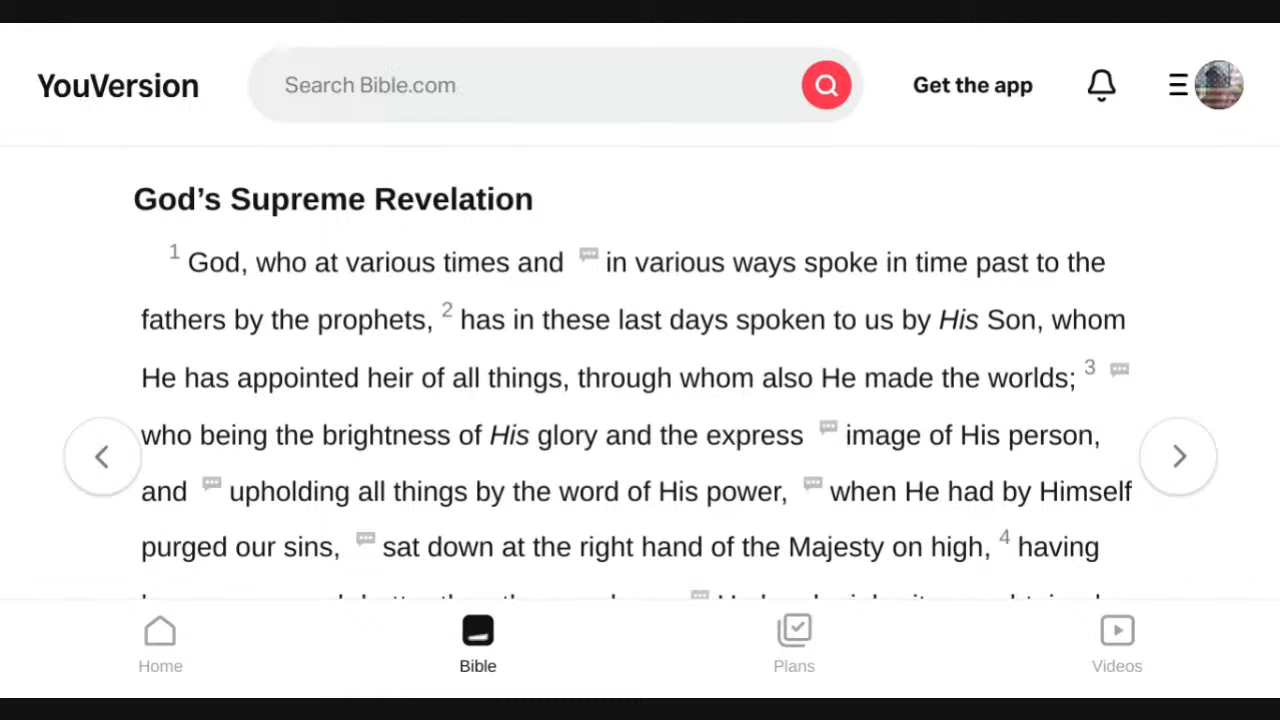 YouVersion
Search Bible.com
Get the app
God’s Supreme Revelation
1 God, who at various times and in various ways spoke in time past to the
fathers by the prophets, 2 has in these last days spoken to us by His Son, whom
He has appointed heir of all things, through whom also He made the worlds; 3
who being the brightness of His glory and the express image of His person,
and upholding all things by the word of His power, when He had by Himself
purged our sins, sat down at the right hand of the Majesty on high, 4 having
Home
Bible
Plans
Videos